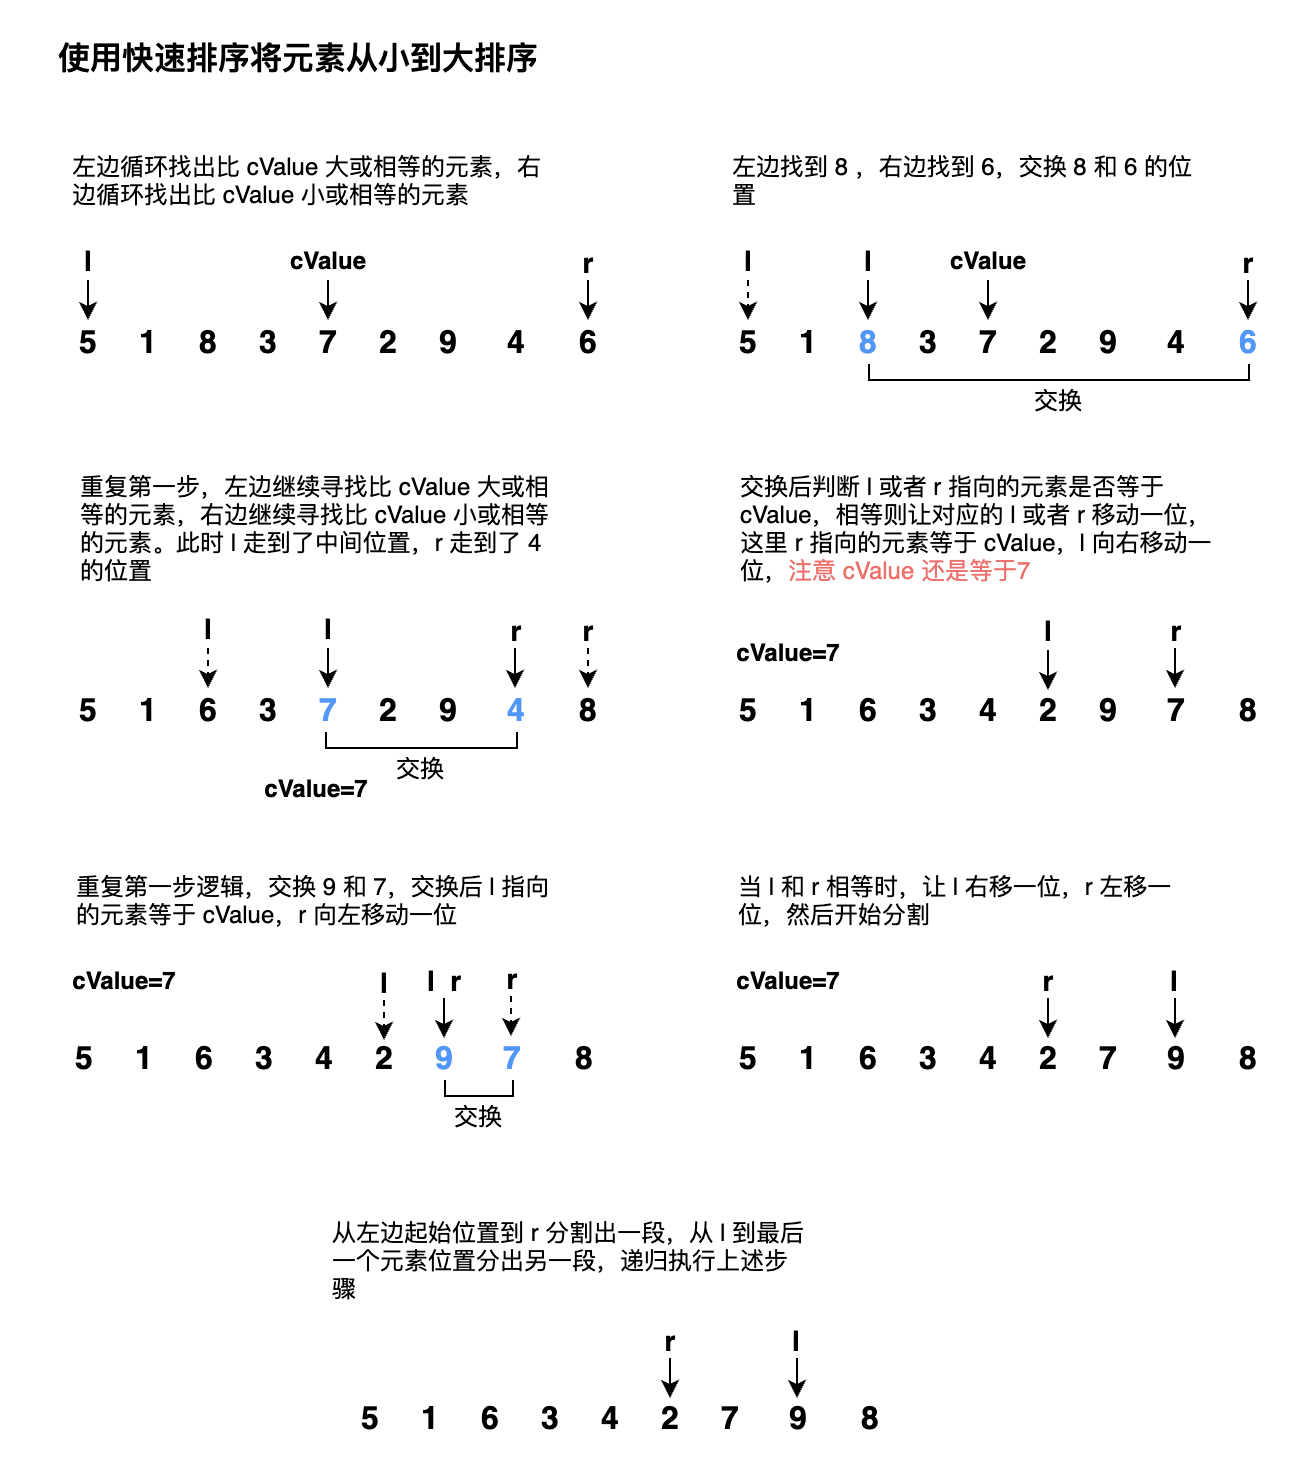 使用快速排序将元素从小到大排序
左边循环找出比 cValue 大或相等的元素，右
边循环找出比 cValue 小或相等的元素
l cValue r
5 1 8 3 7 2 9 4 6
左边找到 8 ，右边找到 6，交换 8 和 6 的位
置
l l cValue r
5 1 8 3 7 2 9 4 6
交换
重复第一步，左边继续寻找比 cValue 大或相
等的元素，右边继续寻找比 cValue 小或相等
的元素。此时 l 走到了中间位置，r 走到了 4
的位置
l l r r
5 1 6 3 7 2 9 4 8
交换
cValue=7
交换后判断 l 或者 r 指向的元素是否等于
cValue，相等则让对应的 l 或者 r 移动一位，
这里 r 指向的元素等于 cValue，l 向右移动一
位，注意 cValue 还是等于7
l r
cValue=7
5 1 6 3 4 2 9 7 8
重复第一步逻辑，交换 9 和 7，交换后 l 指向
的元素等于 cValue，r 向左移动一位
cValue=7 l l r r
5 1 6 3 4 2 9 7 8
交换
当 l 和 r 相等时，让 l 右移一位，r 左移一
位，然后开始分割
cValue=7 r l
5 1 6 3 4 2 7 9 8
从左边起始位置到 r 分割出一段，从 l 到最后
一个元素位置分出另一段，递归执行上述步
骤
r l
5 1 6 3 4 2 7 9 8